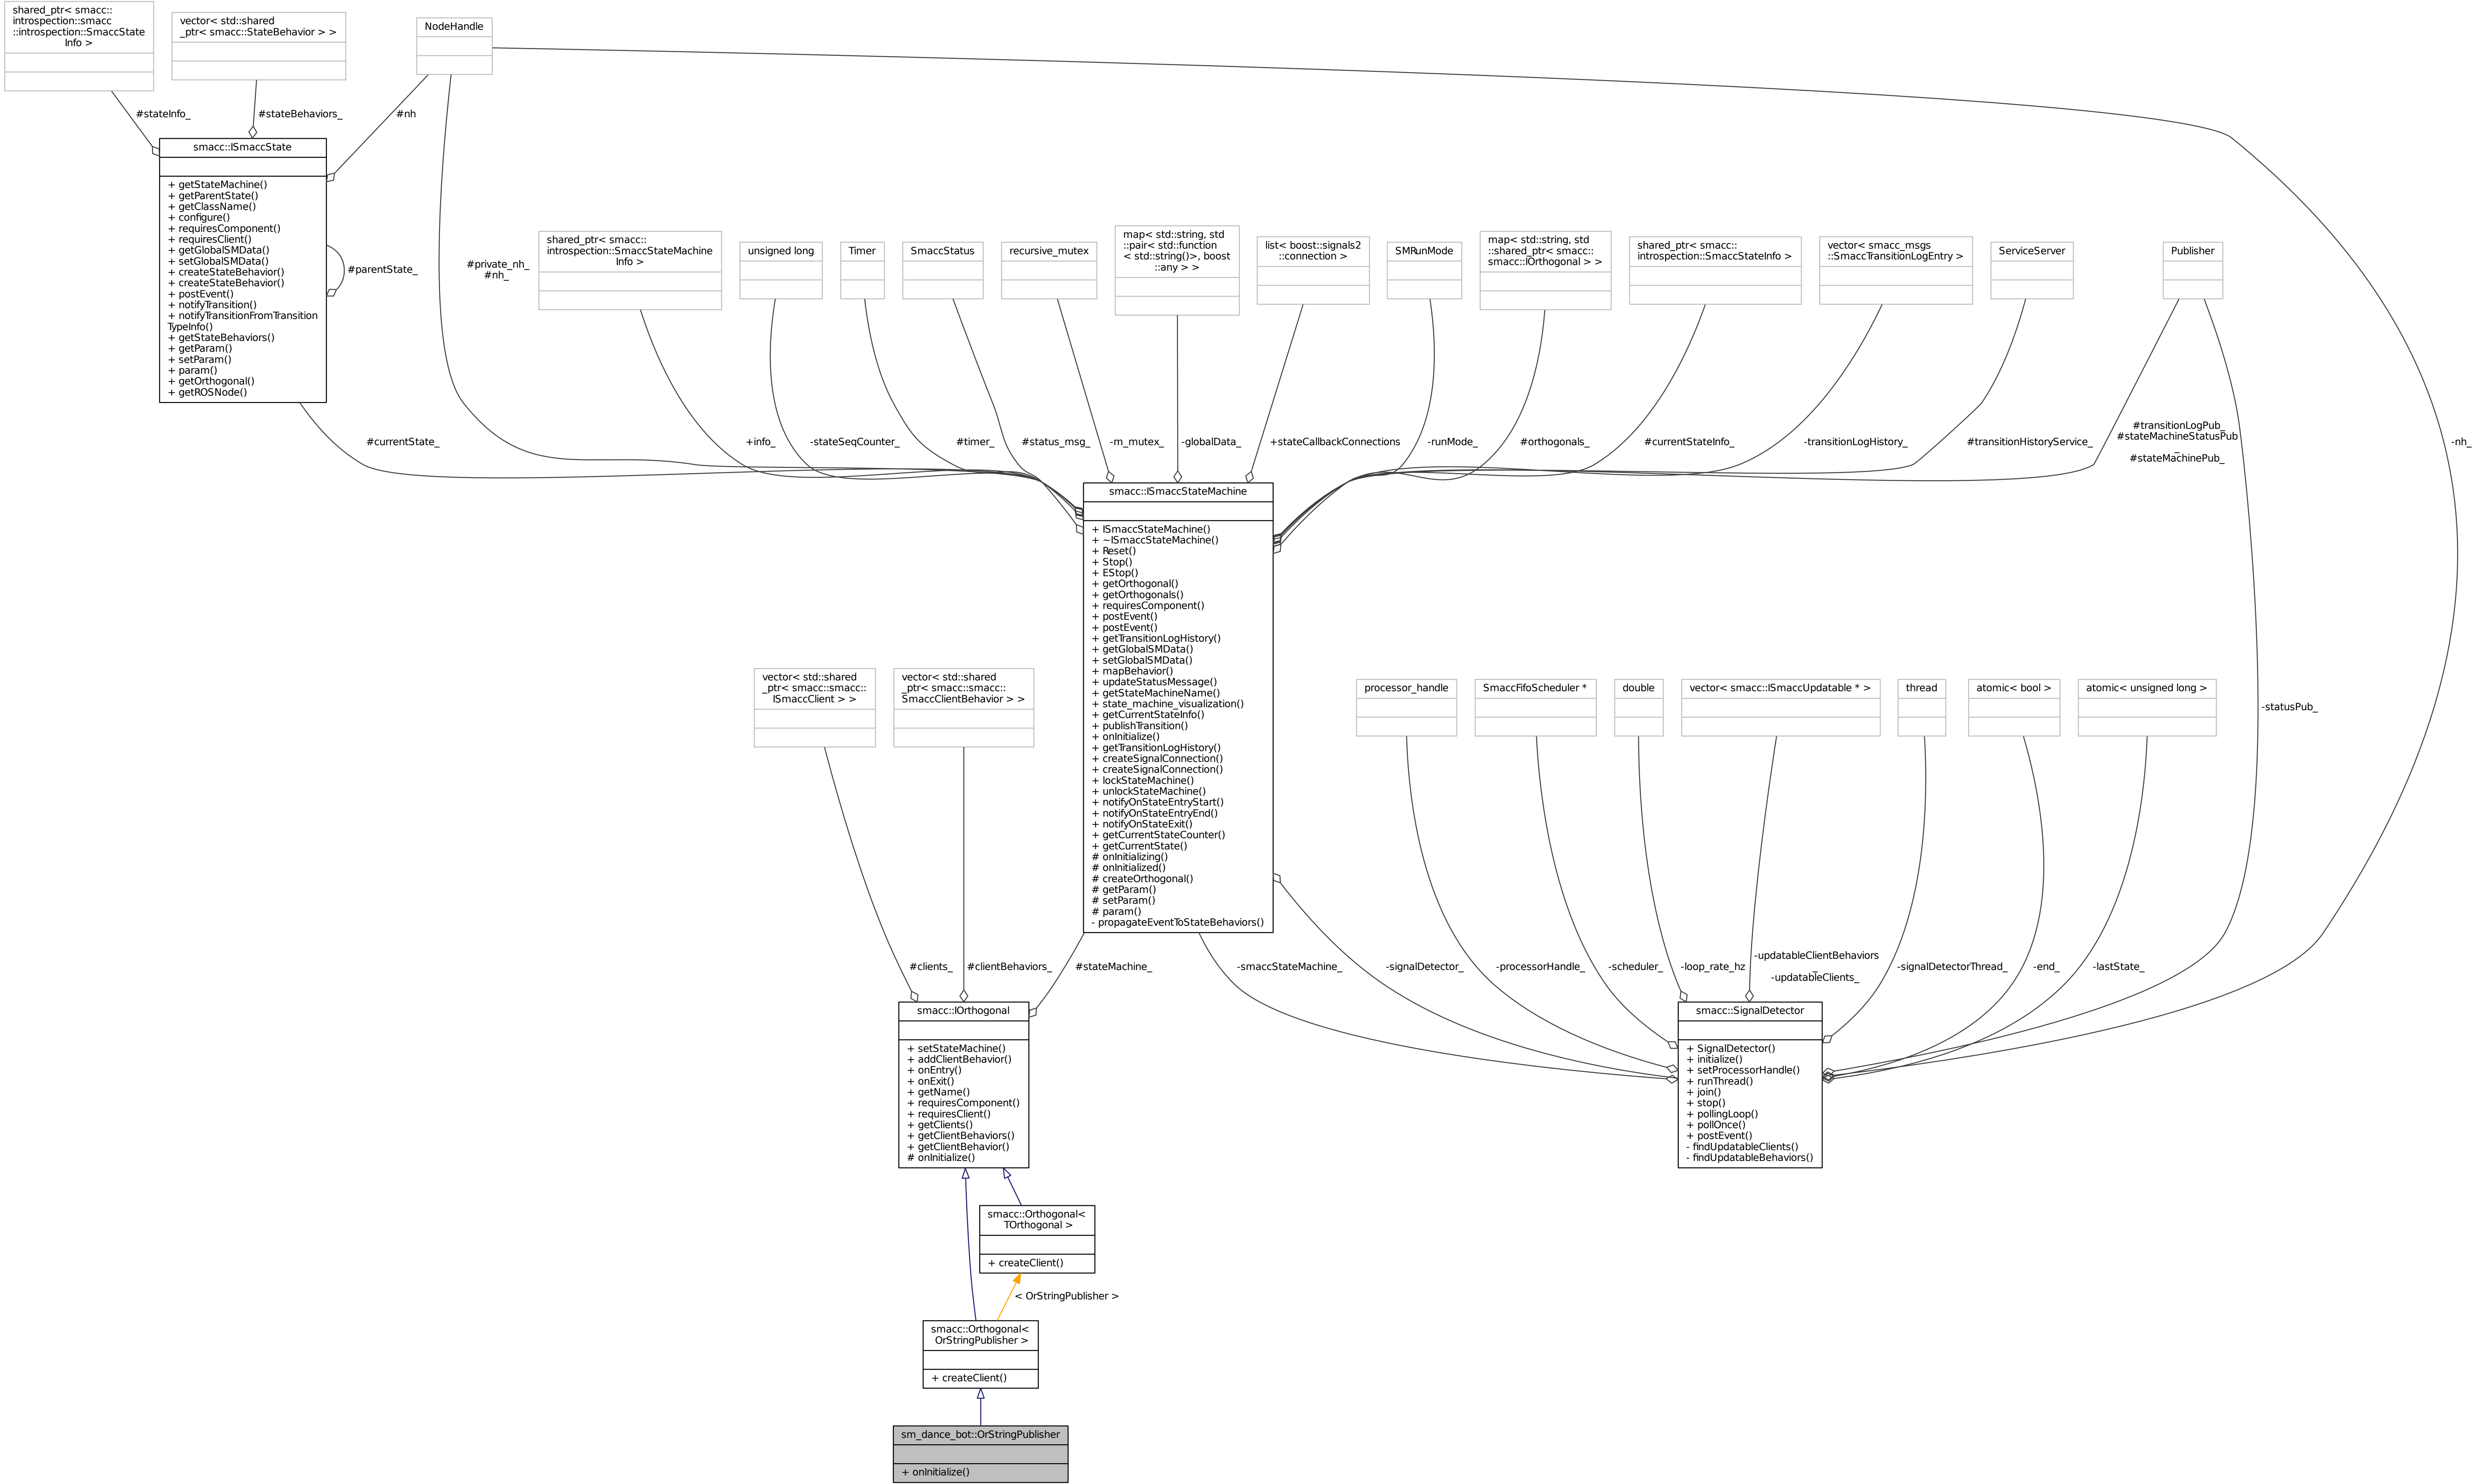 shared_ptr< smacc::
introspection::smacc
::introspection::SmaccState
Info >
vector< std::shared
_ptr< smacc::StateBehavior > >
NodeHandle
#stateInfo_
#stateBehaviors_
#nh
smacc::ISmaccState
+ getStateMachine()
+ getParentState()
+ getClassName()
+ configure()
+ requiresComponent()
+ requiresClient()
+ getGlobalSMData()
+ setGlobalSMData()
+ createStateBehavior()
+ createStateBehavior()
+ postEvent()
+ notifyTransition()
+ notifyTransitionFromTransition
TypeInfo()
+ getStateBehaviors()
+ getParam()
+ setParam()
+ param()
+ getOrthogonal()
+ getROSNode()
#parentState_
#private_nh_
#nh_
shared_ptr< smacc::
introspection::SmaccStateMachine
Info >
unsigned long
Timer
SmaccStatus
recursive_mutex
map< std::string, std
::pair< std::function
< std::string()>, boost
::any > >
list< boost::signals2
::connection >
SMRunMode
map< std::string, std
::shared_ptr< smacc::
smacc::IOrthogonal > >
shared_ptr< smacc::
introspection::SmaccStateInfo >
vector< smacc_msgs
::SmaccTransitionLogEntry >
ServiceServer
Publisher
#currentState_
+info_
-stateSeqCounter_
#timer_
#status_msg_
-m_mutex_
-globalData_
+stateCallbackConnections
-runMode_
#orthogonals_
#currentStateInfo_
-transitionLogHistory_
#transitionHistoryService_
#transitionLogPub_
#stateMachineStatusPub
_
#stateMachinePub_
-nh_
smacc::ISmaccStateMachine
+ ISmaccStateMachine()
+ ~ISmaccStateMachine()
+ Reset()
+ Stop()
+ EStop()
+ getOrthogonal()
+ getOrthogonals()
+ requiresComponent()
+ postEvent()
+ postEvent()
+ getTransitionLogHistory()
+ getGlobalSMData()
+ setGlobalSMData()
+ mapBehavior()
+ updateStatusMessage()
+ getStateMachineName()
+ state_machine_visualization()
+ getCurrentStateInfo()
+ publishTransition()
+ onInitialize()
+ getTransitionLogHistory()
+ createSignalConnection()
+ createSignalConnection()
+ lockStateMachine()
+ unlockStateMachine()
+ notifyOnStateEntryStart()
+ notifyOnStateEntryEnd()
+ notifyOnStateExit()
+ getCurrentStateCounter()
+ getCurrentState()
# onInitializing()
# onInitialized()
# createOrthogonal()
# getParam()
# setParam()
# param()
- propagateEventToStateBehaviors()
vector< std::shared
_ptr< smacc::smacc::
ISmaccClient > >
vector< std::shared
_ptr< smacc::smacc::
SmaccClientBehavior > >
processor_handle
SmaccFifoScheduler *
double
vector< smacc::ISmaccUpdatable * >
thread
atomic< bool >
atomic< unsigned long >
-statusPub_
#clients_
#clientBehaviors_
#stateMachine_
-smaccStateMachine_
-signalDetector_
-processorHandle_
-scheduler_
-loop_rate_hz
-updatableClientBehaviors
_
-updatableClients_
-signalDetectorThread_
-end_
-lastState_
smacc::IOrthogonal
+ setStateMachine()
+ addClientBehavior()
+ onEntry()
+ onExit()
+ getName()
+ requiresComponent()
+ requiresClient()
+ getClients()
+ getClientBehaviors()
+ getClientBehavior()
# onInitialize()
smacc::SignalDetector
+ SignalDetector()
+ initialize()
+ setProcessorHandle()
+ runThread()
+ join()
+ stop()
+ pollingLoop()
+ pollOnce()
+ postEvent()
- findUpdatableClients()
- findUpdatableBehaviors()
smacc::Orthogonal<
TOrthogonal >
+ createClient()
< OrStringPublisher >
smacc::Orthogonal<
OrStringPublisher >
+ createClient()
sm_dance_bot::OrStringPublisher
+ onInitialize()